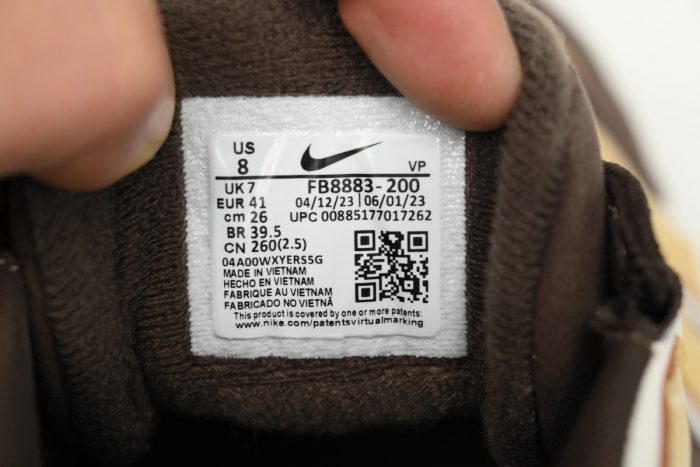 US
8
VP
UK 7
FB8883-200
EUR 41
04/12/23 | 06/01/23
cm 26
UPC 00885177017262
BR 39.5
CN 260(2.5)
04A00WXYERS5G
MADE IN VIETNAM
HECHO EN VIETNAM
FABRIQUE AU VIETNAM
FABRICADO NO VIETNÃ
This product is covered by one or more patents:
www.nike.com/patentsvirtualmarking